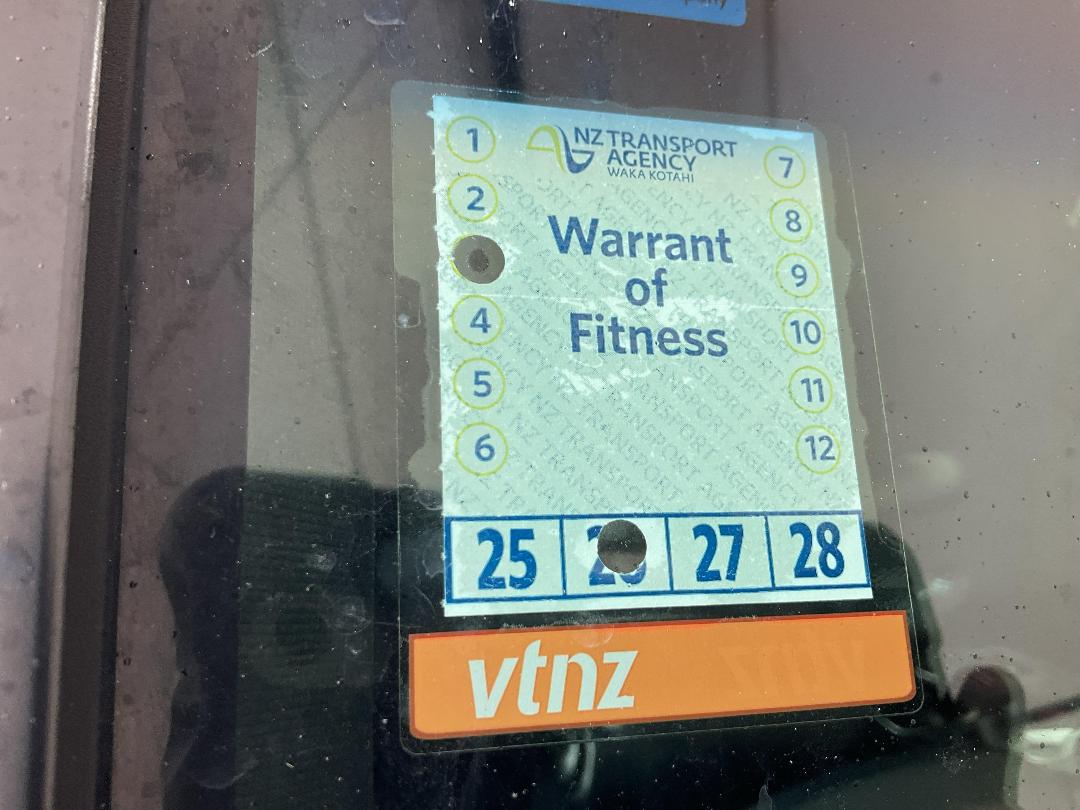 NZ TRANSPORT
AGENCY
WAKA KOTAHI
Warrant
of
Fitness
1
2
4
5
6
7
8
9
10
11
12
25 27 28
vtnz